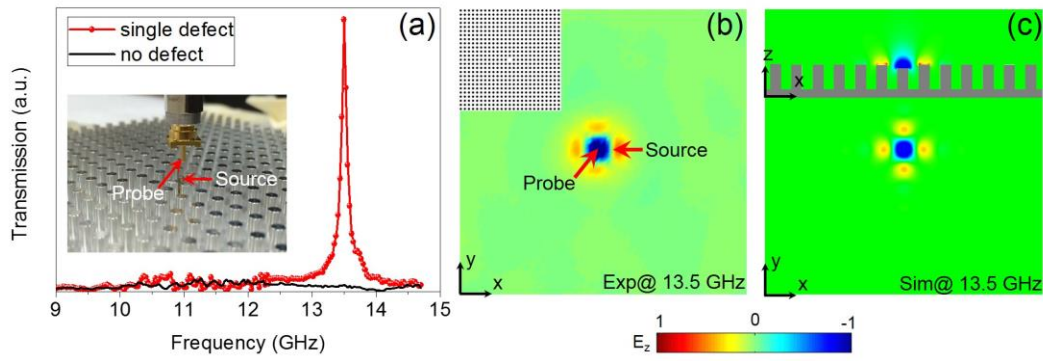 (a)
single defect
no defect
Transmission (a.u.)
Probe
Source
9 10 11 12 13 14 15
Frequency (GHz)
(b)
Source
Probe
y
x
Exp@ 13.5 GHz
(c)
z
x
y
x
Sim@ 13.5 GHz
E_z
1 -1